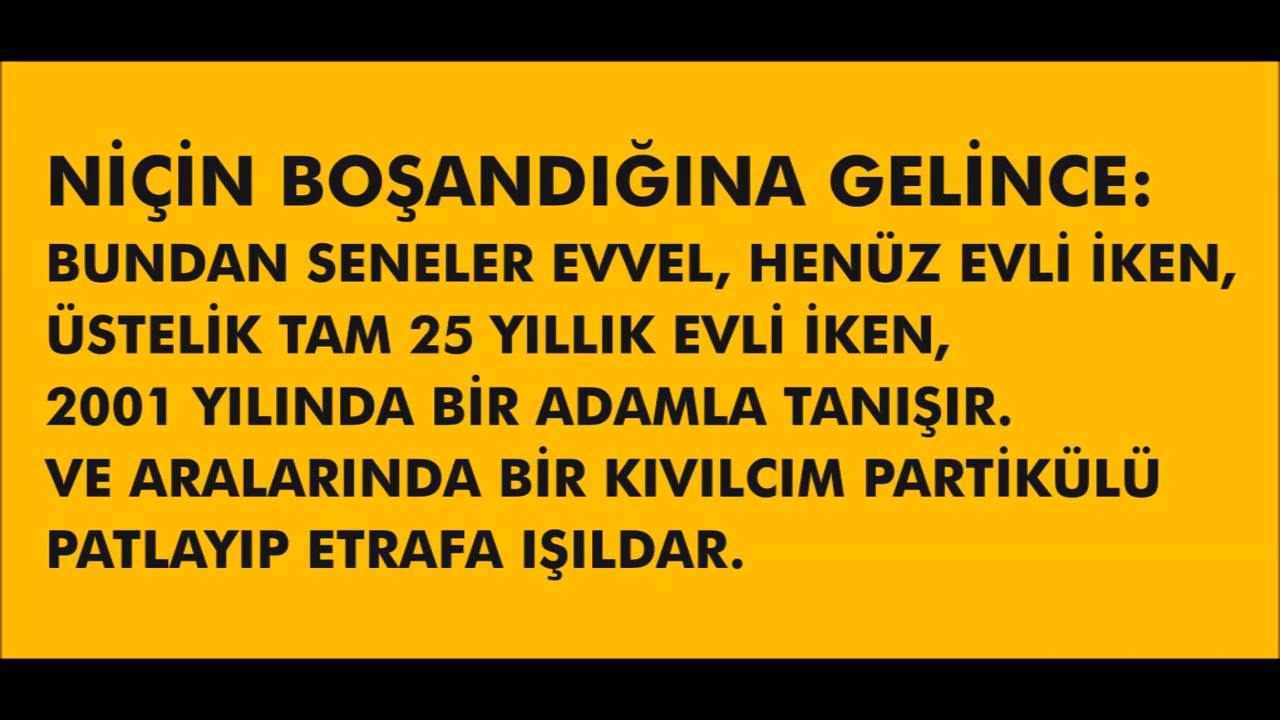 NİÇİN BOŞANDIĞINA GELİNCE:
BUNDAN SENELER EVVEL, HENÜZ EVLİ İKEN,
ÜSTELİK TAM 25 YILLIK EVLİ İKEN,
2001 YILINDA BİR ADAMLA TANIŞIR.
VE ARALARINDA BİR KIVILCIM PARTİKÜLÜ
PATLAYIP ETRAFA IŞILDAR.